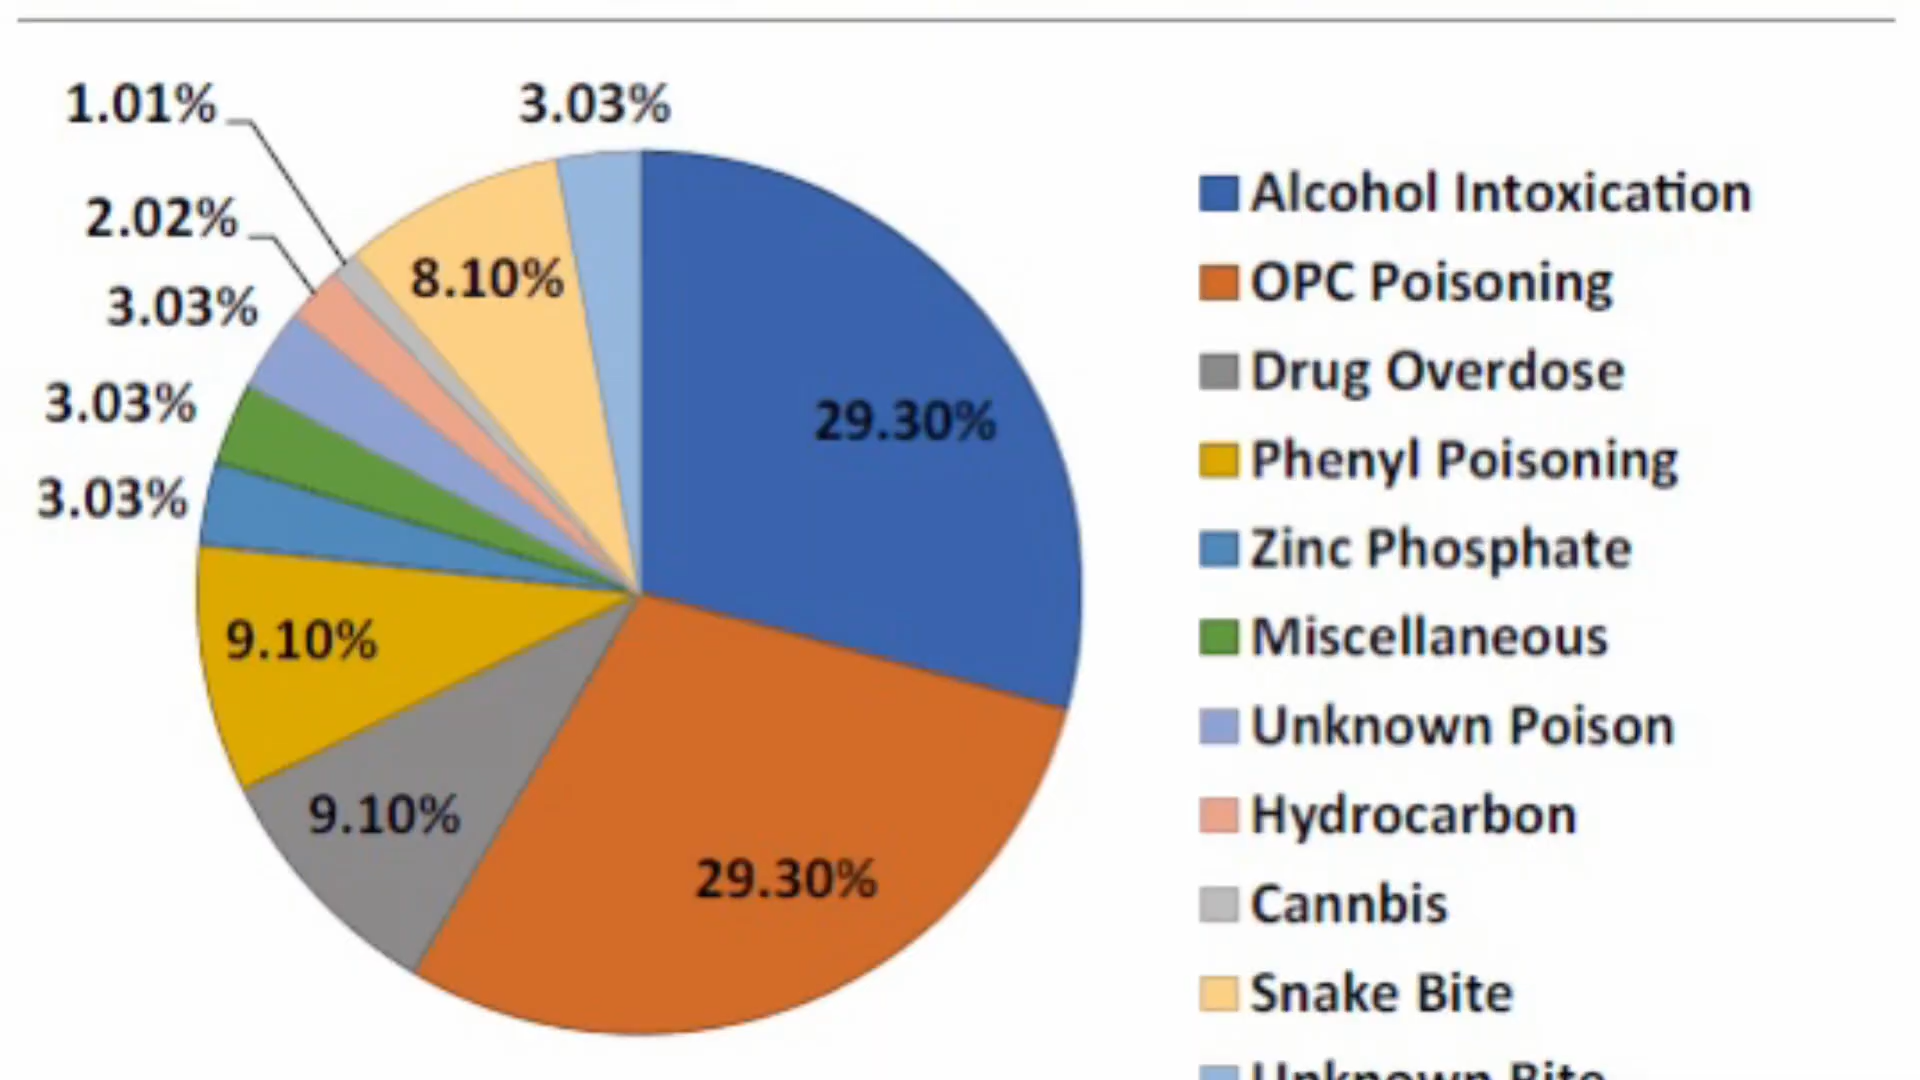 1.01%
3.03%
2.02%
8.10%
3.03%
29.30%
3.03%
3.03%
9.10%
9.10%
29.30%
Alcohol Intoxication
OPC Poisoning
Drug Overdose
Phenyl Poisoning
Zinc Phosphate
Miscellaneous
Unknown Poison
Hydrocarbon
Cannbis
Snake Bite
Unknown Bite